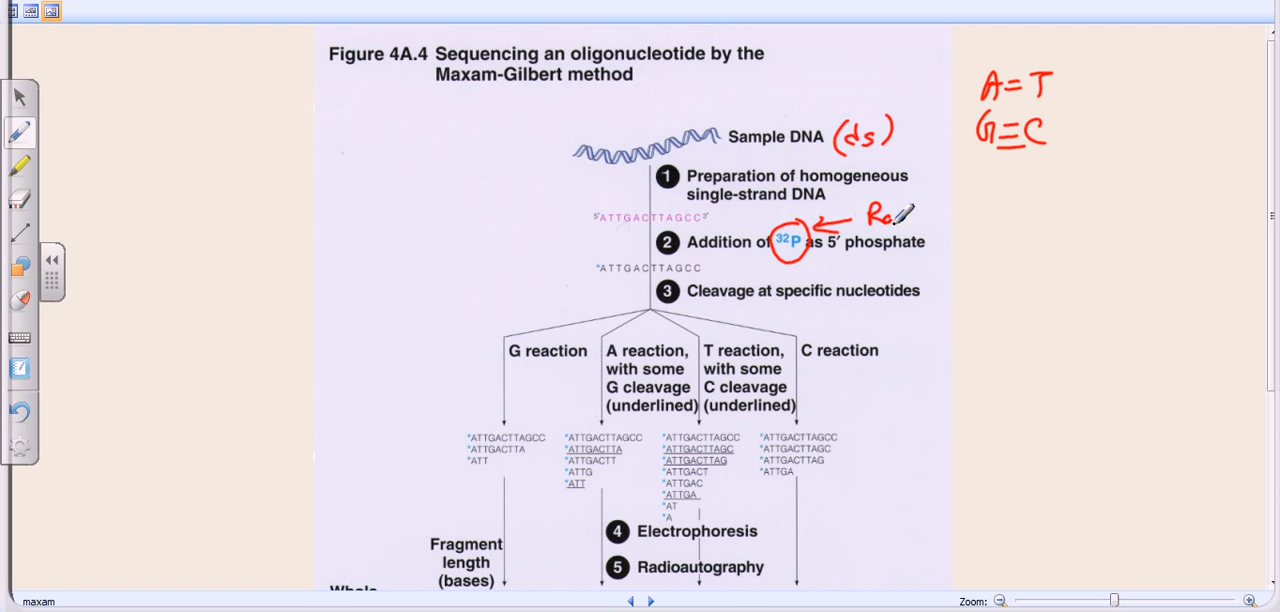 Figure 4A.4 Sequencing an oligonucleotide by the
Maxam-Gilbert method
A = T
G ≡ C
Sample DNA (ds)
1 Preparation of homogeneous
single-strand DNA
5′ATTGACTTAGCC3′
Ra
2 Addition of 32P as 5′ phosphate
*ATTGACTTAGCC
3 Cleavage at specific nucleotides
G reaction
A reaction,
with some
G cleavage
(underlined)
T reaction,
with some
C cleavage
(underlined)
C reaction
*ATTGACTTAGCC
*ATTGACTTA
*ATT
*ATTGACTTAGCC
*ATTGACTTA
*ATTGACTT
*ATTG
*ATT
*ATTGACTTAGCC
*ATTGACTTAGC
*ATTGACTTAG
*ATTGACT
*ATTGAC
*ATTGA
*AT
*A
*ATTGACTTAGCC
*ATTGACTTAGC
*ATTGACTTAG
*ATTGA
4 Electrophoresis
5 Radioautography
Fragment
length
(bases)
Whole
maxam
Zoom: